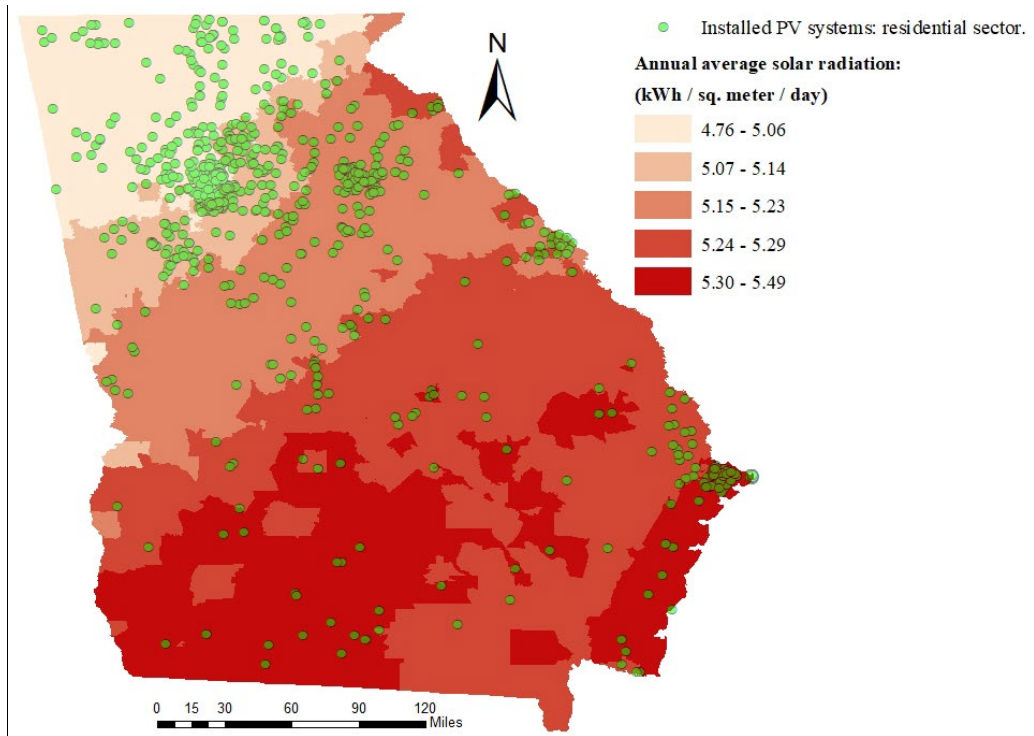 N
Installed PV systems: residential sector.
Annual average solar radiation:
(kWh / sq. meter / day)
4.76 - 5.06
5.07 - 5.14
5.15 - 5.23
5.24 - 5.29
5.30 - 5.49
0 15 30 60 90 120
Miles